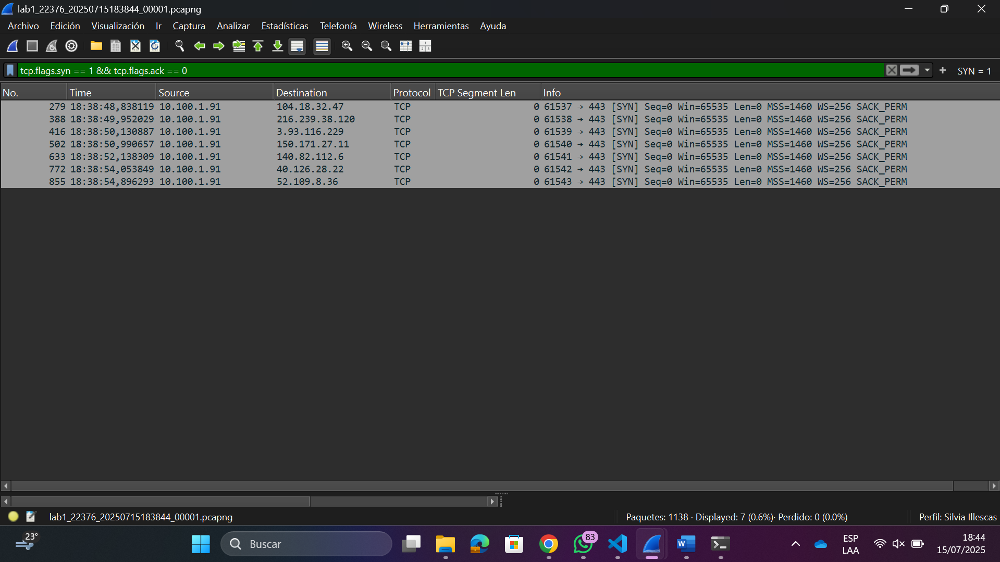 lab1_22376_20250715183844_00001.pcapng
Archivo Edición Visualización Ir Captura Analizar Estadísticas Telefonía Wireless Herramientas Ayuda
tcp.flags.syn == 1 && tcp.flags.ack == 0 SYN = 1
No. Time Source Destination Protocol TCP Segment Len Info
279 18:38:48,838119 10.100.1.91 104.18.32.47 TCP 0 61537 → 443 [SYN] Seq=0 Win=65535 Len=0 MSS=1460 WS=256 SACK_PERM
388 18:38:49,952029 10.100.1.91 216.239.38.120 TCP 0 61538 → 443 [SYN] Seq=0 Win=65535 Len=0 MSS=1460 WS=256 SACK_PERM
416 18:38:50,130887 10.100.1.91 3.93.116.229 TCP 0 61539 → 443 [SYN] Seq=0 Win=65535 Len=0 MSS=1460 WS=256 SACK_PERM
502 18:38:50,990657 10.100.1.91 150.171.27.11 TCP 0 61540 → 443 [SYN] Seq=0 Win=65535 Len=0 MSS=1460 WS=256 SACK_PERM
633 18:38:52,138309 10.100.1.91 140.82.112.6 TCP 0 61541 → 443 [SYN] Seq=0 Win=65535 Len=0 MSS=1460 WS=256 SACK_PERM
772 18:38:54,053849 10.100.1.91 40.126.28.22 TCP 0 61542 → 443 [SYN] Seq=0 Win=65535 Len=0 MSS=1460 WS=256 SACK_PERM
855 18:38:54,896293 10.100.1.91 52.109.8.36 TCP 0 61543 → 443 [SYN] Seq=0 Win=65535 Len=0 MSS=1460 WS=256 SACK_PERM
lab1_22376_20250715183844_00001.pcapng Paquetes: 1138 · Displayed: 7 (0.6%)· Perdido: 0 (0.0%) Perfil: Silvia Illescas
23° Buscar 83 ESP 18:44
LAA 15/07/2025